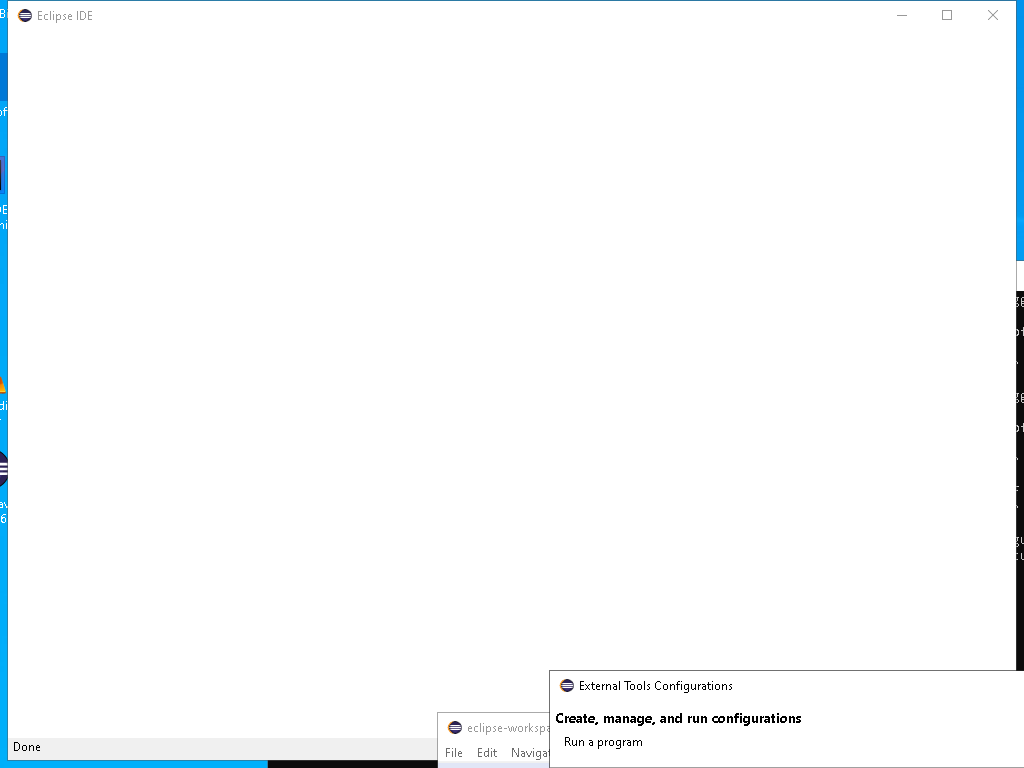 Eclipse IDE
External Tools Configurations
Create, manage, and run configurations
Run a program
eclipse-workspa
File Edit Navigat
Done